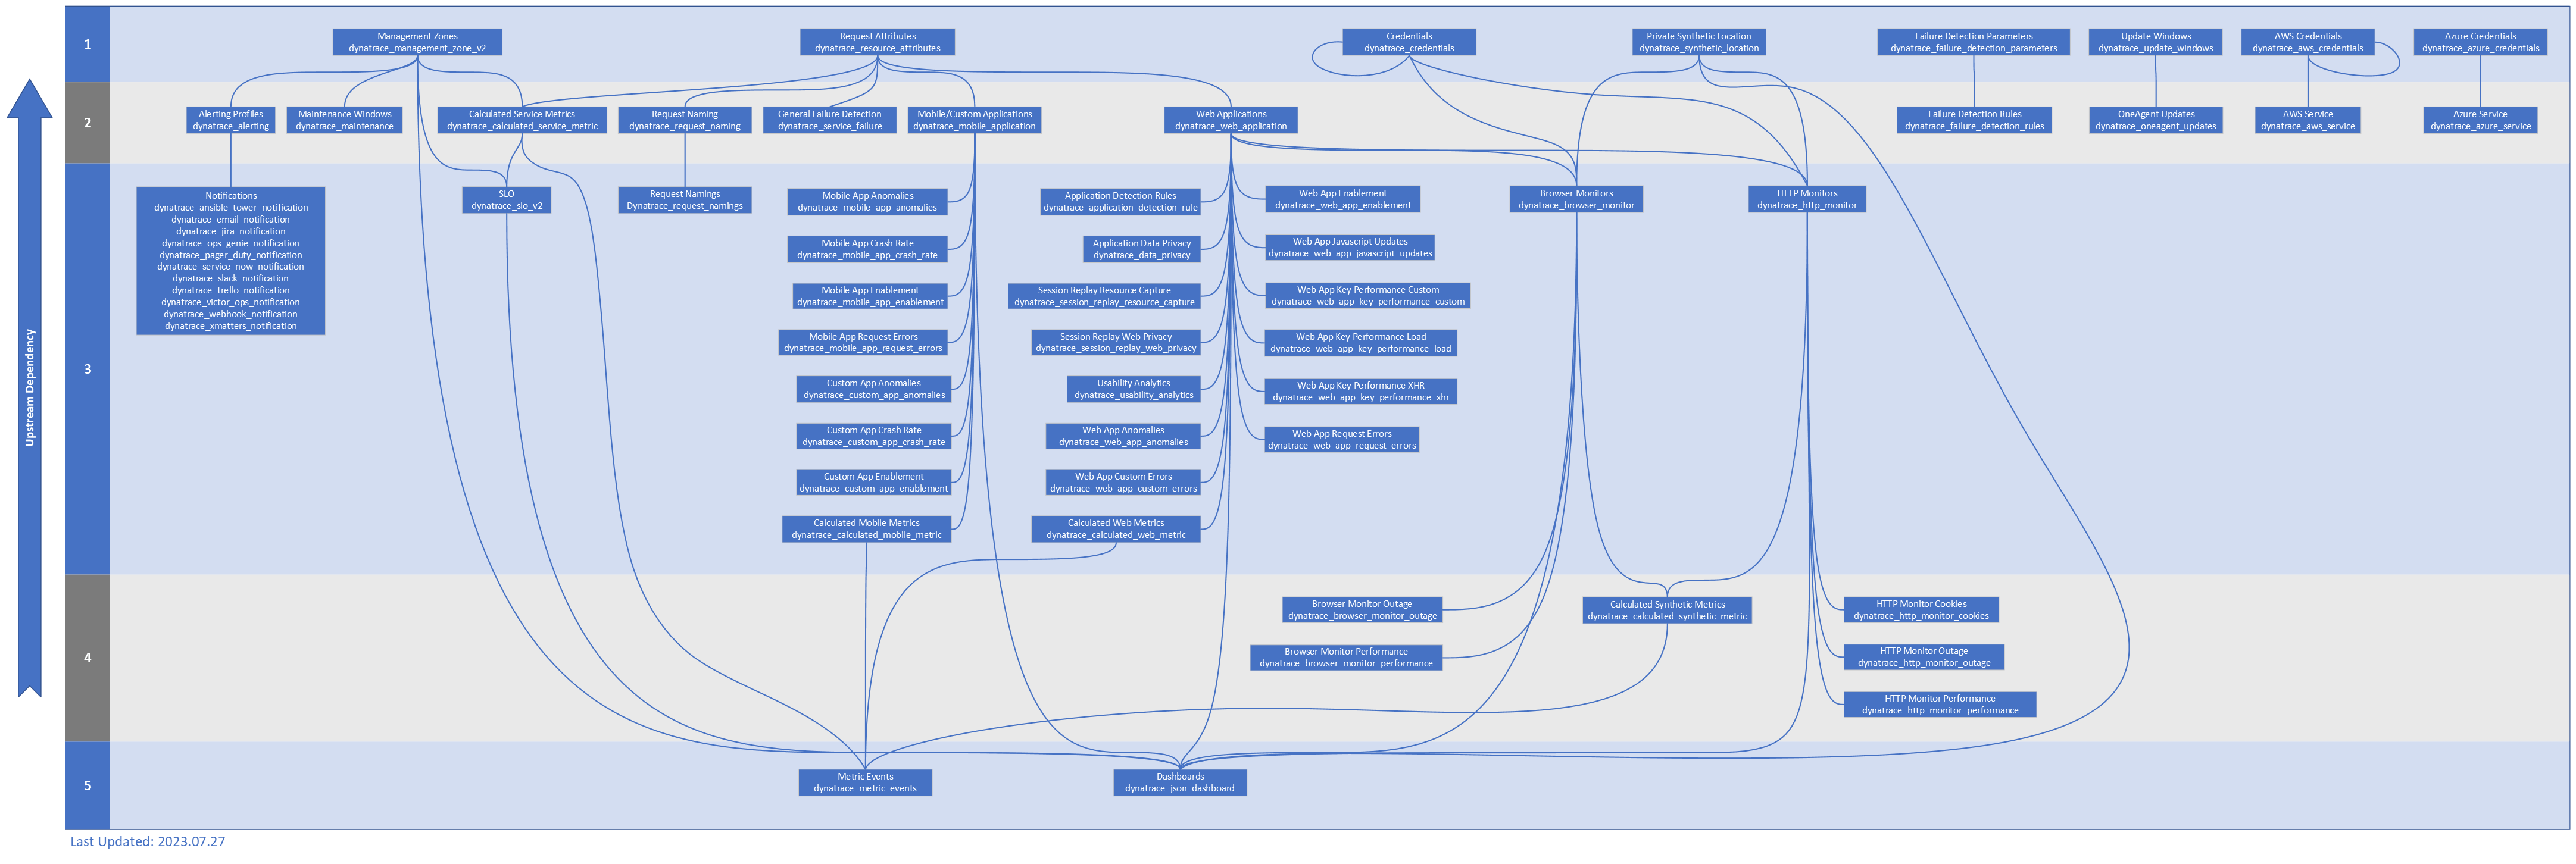 Upstream Dependency
1
Management Zones
dynatrace_management_zone_v2
Request Attributes
dynatrace_resource_attributes
Credentials
dynatrace_credentials
Private Synthetic Location
dynatrace_synthetic_location
Failure Detection Parameters
dynatrace_failure_detection_parameters
Update Windows
dynatrace_update_windows
AWS Credentials
dynatrace_aws_credentials
Azure Credentials
dynatrace_azure_credentials
2
Alerting Profiles
dynatrace_alerting
Maintenance Windows
dynatrace_maintenance
Calculated Service Metrics
dynatrace_calculated_service_metric
Request Naming
dynatrace_request_naming
General Failure Detection
dynatrace_service_failure
Mobile/Custom Applications
dynatrace_mobile_application
Web Applications
dynatrace_web_application
Failure Detection Rules
dynatrace_failure_detection_rules
OneAgent Updates
dynatrace_oneagent_updates
AWS Service
dynatrace_aws_service
Azure Service
dynatrace_azure_service
3
Notifications
dynatrace_ansible_tower_notification
dynatrace_email_notification
dynatrace_jira_notification
dynatrace_ops_genie_notification
dynatrace_pager_duty_notification
dynatrace_service_now_notification
dynatrace_slack_notification
dynatrace_trello_notification
dynatrace_victor_ops_notification
dynatrace_webhook_notification
dynatrace_xmatters_notification
SLO
dynatrace_slo_v2
Request Namings
Dynatrace_request_namings
Mobile App Anomalies
dynatrace_mobile_app_anomalies
Mobile App Crash Rate
dynatrace_mobile_app_crash_rate
Mobile App Enablement
dynatrace_mobile_app_enablement
Mobile App Request Errors
dynatrace_mobile_app_request_errors
Custom App Anomalies
dynatrace_custom_app_anomalies
Custom App Crash Rate
dynatrace_custom_app_crash_rate
Custom App Enablement
dynatrace_custom_app_enablement
Calculated Mobile Metrics
dynatrace_calculated_mobile_metric
Application Detection Rules
dynatrace_application_detection_rule
Application Data Privacy
dynatrace_data_privacy
Session Replay Resource Capture
dynatrace_session_replay_resource_capture
Session Replay Web Privacy
dynatrace_session_replay_web_privacy
Usability Analytics
dynatrace_usability_analytics
Web App Anomalies
dynatrace_web_app_anomalies
Web App Custom Errors
dynatrace_web_app_custom_errors
Calculated Web Metrics
dynatrace_calculated_web_metric
Web App Enablement
dynatrace_web_app_enablement
Web App Javascript Updates
dynatrace_web_app_javascript_updates
Web App Key Performance Custom
dynatrace_web_app_key_performance_custom
Web App Key Performance Load
dynatrace_web_app_key_performance_load
Web App Key Performance XHR
dynatrace_web_app_key_performance_xhr
Web App Request Errors
dynatrace_web_app_request_errors
Browser Monitors
dynatrace_browser_monitor
HTTP Monitors
dynatrace_http_monitor
4
Browser Monitor Outage
dynatrace_browser_monitor_outage
Browser Monitor Performance
dynatrace_browser_monitor_performance
Calculated Synthetic Metrics
dynatrace_calculated_synthetic_metric
HTTP Monitor Cookies
dynatrace_http_monitor_cookies
HTTP Monitor Outage
dynatrace_http_monitor_outage
HTTP Monitor Performance
dynatrace_http_monitor_performance
5
Metric Events
dynatrace_metric_events
Dashboards
dynatrace_json_dashboard
Last Updated: 2023.07.27